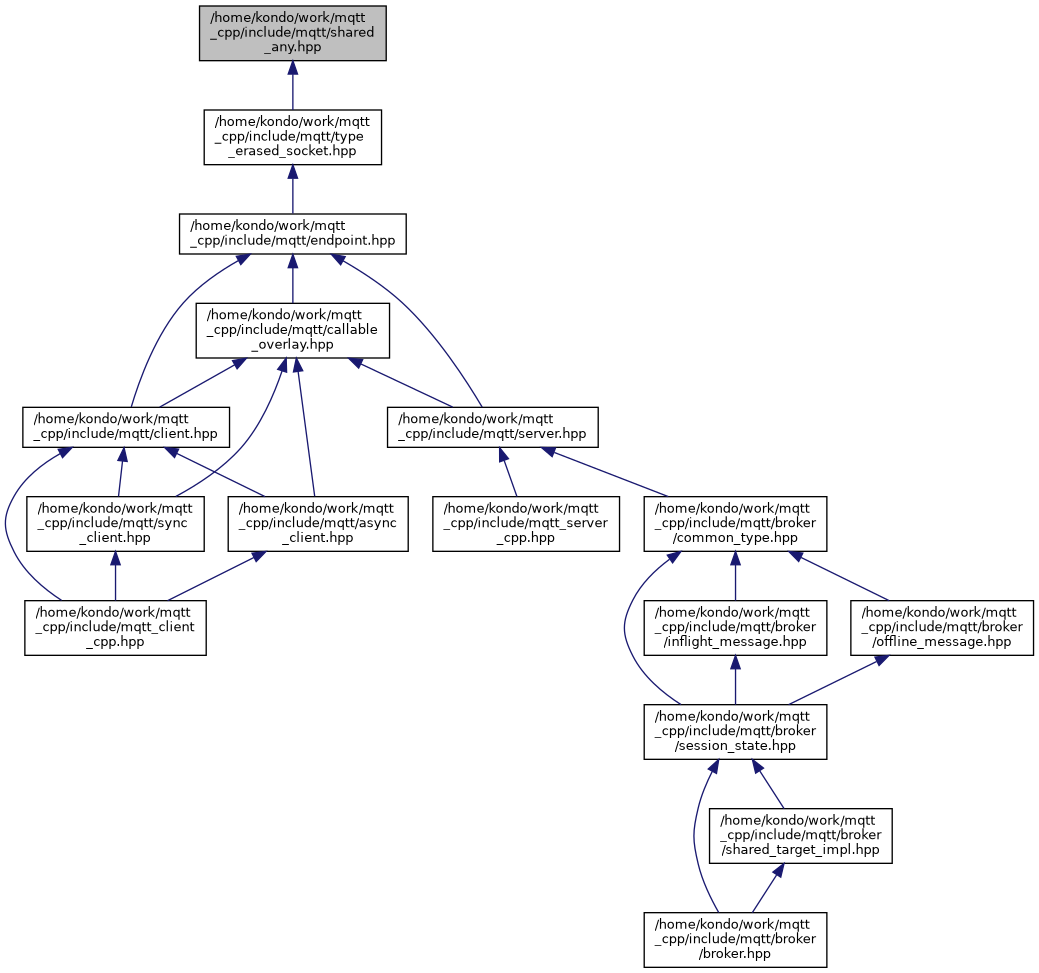 /home/kondo/work/mqtt
_cpp/include/mqtt/shared
_any.hpp
/home/kondo/work/mqtt
_cpp/include/mqtt/type
_erased_socket.hpp
/home/kondo/work/mqtt
_cpp/include/mqtt/endpoint.hpp
/home/kondo/work/mqtt
_cpp/include/mqtt/callable
_overlay.hpp
/home/kondo/work/mqtt
_cpp/include/mqtt/client.hpp
/home/kondo/work/mqtt
_cpp/include/mqtt/server.hpp
/home/kondo/work/mqtt
_cpp/include/mqtt/sync
_client.hpp
/home/kondo/work/mqtt
_cpp/include/mqtt/async
_client.hpp
/home/kondo/work/mqtt
_cpp/include/mqtt_server
_cpp.hpp
/home/kondo/work/mqtt
_cpp/include/mqtt/broker
/common_type.hpp
/home/kondo/work/mqtt
_cpp/include/mqtt_client
_cpp.hpp
/home/kondo/work/mqtt
_cpp/include/mqtt/broker
/inflight_message.hpp
/home/kondo/work/mqtt
_cpp/include/mqtt/broker
/offline_message.hpp
/home/kondo/work/mqtt
_cpp/include/mqtt/broker
/session_state.hpp
/home/kondo/work/mqtt
_cpp/include/mqtt/broker
/shared_target_impl.hpp
/home/kondo/work/mqtt
_cpp/include/mqtt/broker
/broker.hpp